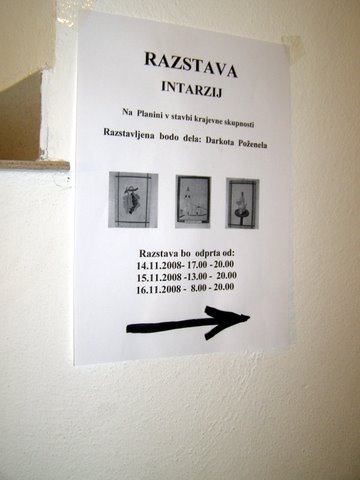 RAZSTAVA
INTARZIJ
Na Planini v stavbi krajevne skupnosti
Razstavljena bodo dela: Darkota Poženela
Razstava bo odprta od:
14.11.2008- 17.00 - 20.00
15.11.2008 -13.00 - 20.00
16.11.2008 - 8.00 - 20.00